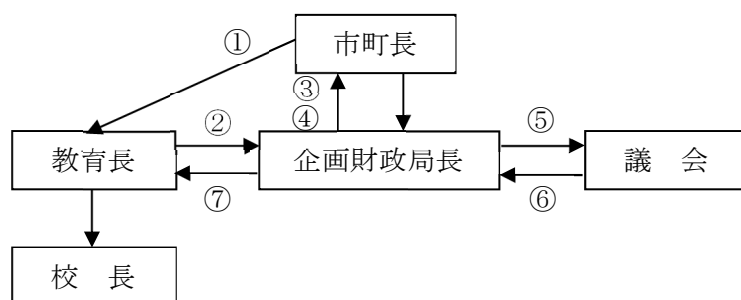 ①
市町長
③
②
④
⑤
教育長
企画財政局長
議 会
⑦
⑥
校 長